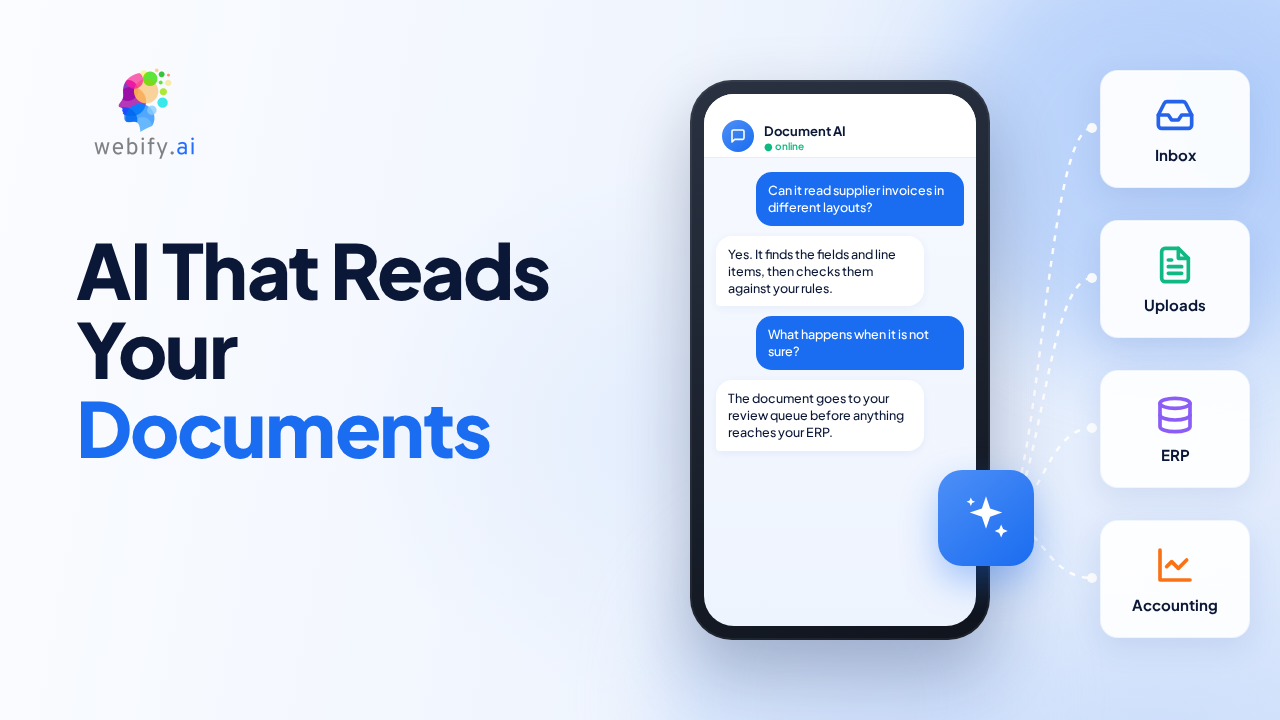 webify.ai
AI That Reads
Your
Documents
Document AI
online
Can it read supplier invoices in
different layouts?
Yes. It finds the fields and line
items, then checks them
against your rules.
What happens when it is not
sure?
The document goes to your
review queue before anything
reaches your ERP.
Inbox
Uploads
ERP
Accounting